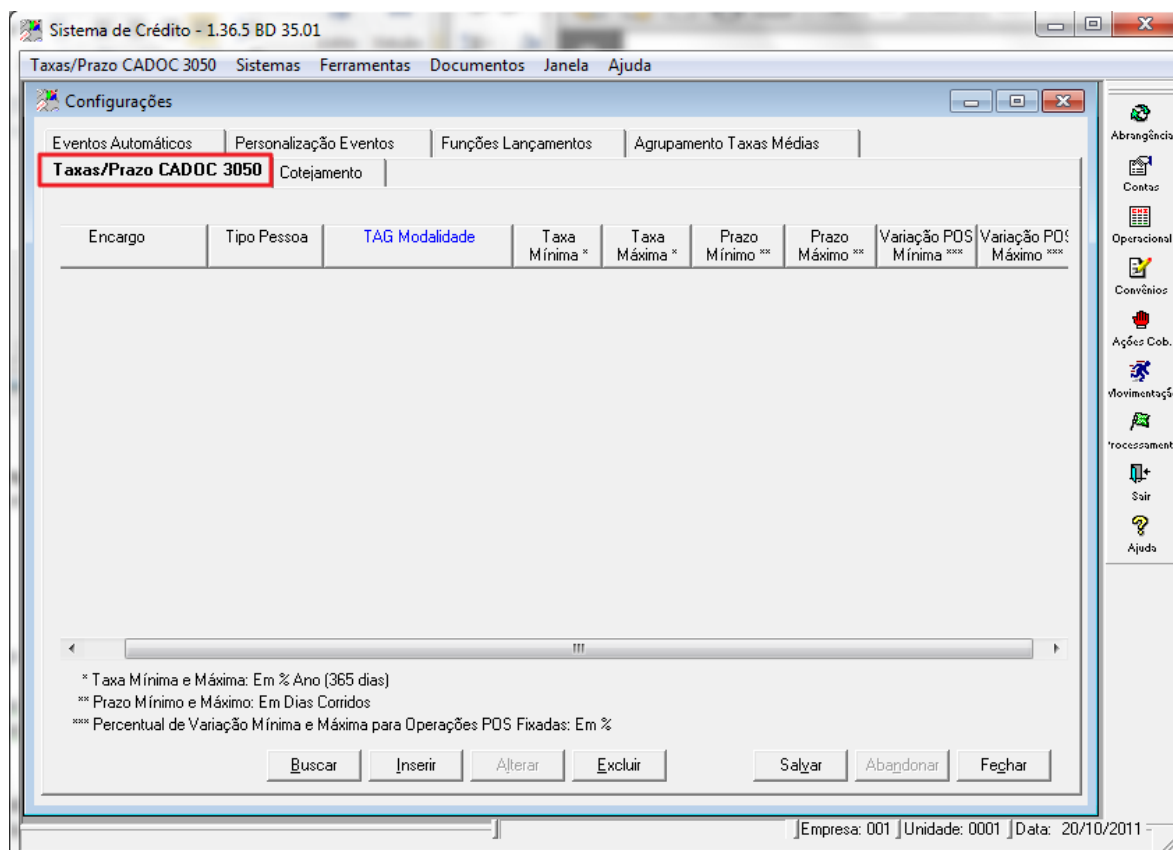 Sistema de Crédito - 1.36.5 BD 35.01
Taxas/Prazo CADOC 3050 Sistemas Ferramentas Documentos Janela Ajuda
Configurações
Eventos Automáticos Personalização Eventos Funções Lançamentos Agrupamento Taxas Médias
Taxas/Prazo CADOC 3050 Cotejamento
Encargo Tipo Pessoa TAG Modalidade Taxa Mínima * Taxa Máxima * Prazo Mínimo ** Prazo Máximo ** Variação POS Mínima *** Variação POS Máximo ***
* Taxa Mínima e Máxima: Em % Ano (365 dias)
** Prazo Mínimo e Máximo: Em Dias Corridos
*** Percentual de Variação Mínima e Máxima para Operações POS Fixadas: Em %
Buscar Inserir Alterar Excluir Salvar Abandonar Fechar
Abrangência
Contas
Operacional
Convênios
Ações Cob.
Movimentaçã
rocessament
Sair
Ajuda
Empresa: 001 Unidade: 0001 Data: 20/10/2011